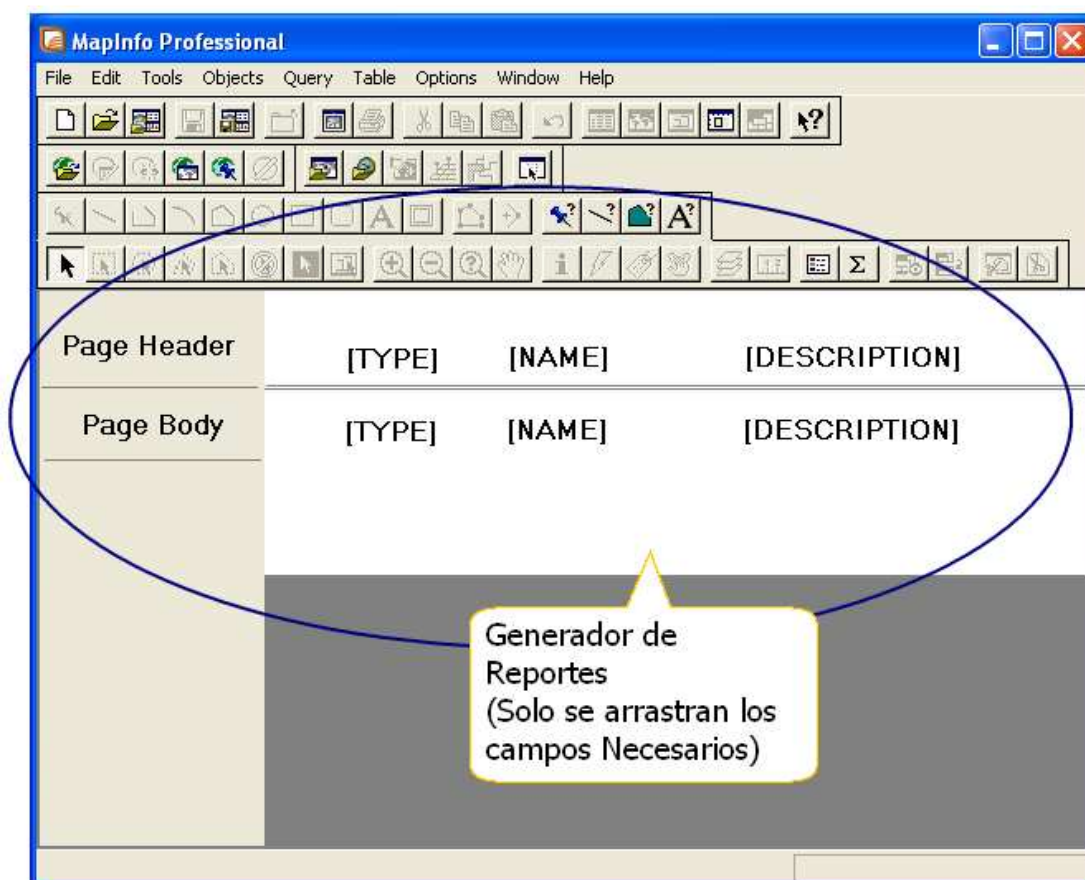 MapInfo Professional
File Edit Tools Objects Query Table Options Window Help
Page Header [TYPE] [NAME] [DESCRIPTION]
Page Body [TYPE] [NAME] [DESCRIPTION]
Generador de
Reportes
(Solo se arrastran los
campos Necesarios)